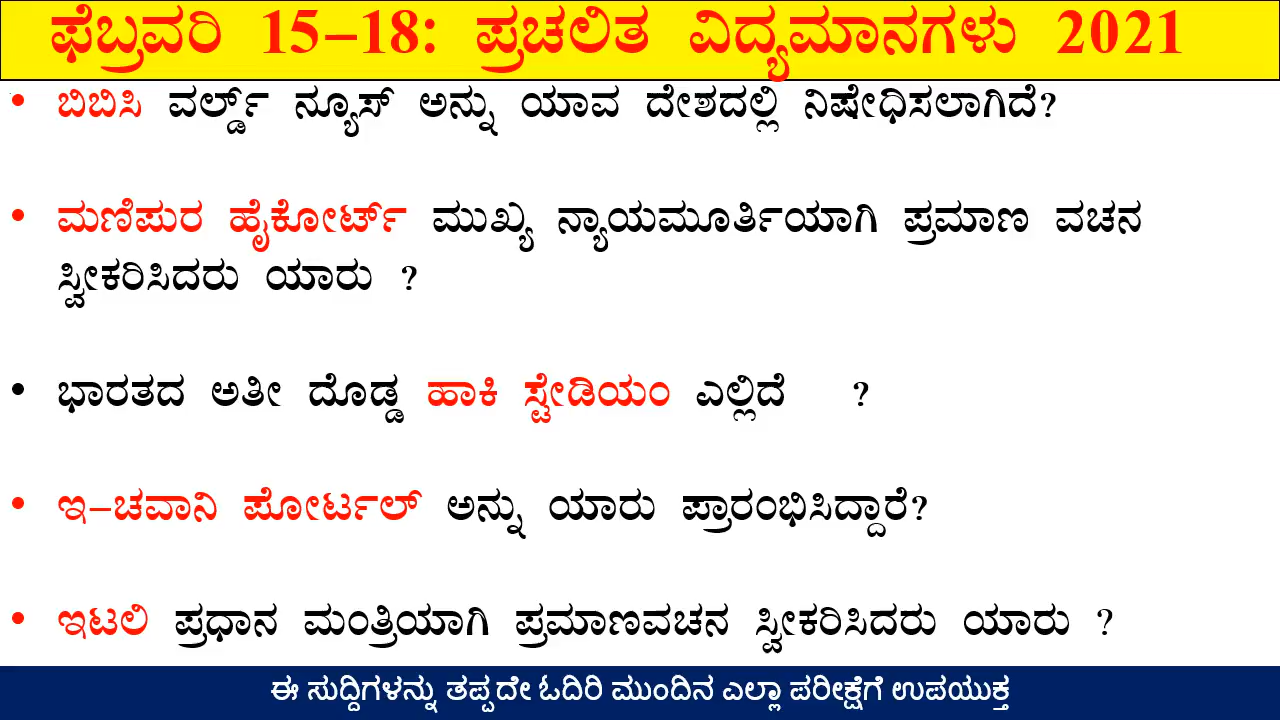 ಫೆಬ್ರವರಿ 15-18: ಪ್ರಚಲಿತ ವಿದ್ಯಮಾನಗಳು 2021
• ಬಿಬಿಸಿ ವರ್ಲ್ಡ್ ನ್ಯೂಸ್ ಅನ್ನು ಯಾವ ದೇಶದಲ್ಲಿ ನಿಷೇಧಿಸಲಾಗಿದೆ?
• ಮಣಿಪುರ ಹೈಕೋರ್ಟ್ ಮುಖ್ಯ ನ್ಯಾಯಮೂರ್ತಿಯಾಗಿ ಪ್ರಮಾಣ ವಚನ
ಸ್ವೀಕರಿಸಿದರು ಯಾರು ?
• ಭಾರತದ ಅತೀ ದೊಡ್ಡ ಹಾಕಿ ಸ್ಟೇಡಿಯಂ ಎಲ್ಲಿದೆ ?
• ಇ-ಚವಾನಿ ಪೋರ್ಟಲ್ ಅನ್ನು ಯಾರು ಪ್ರಾರಂಭಿಸಿದ್ದಾರೆ?
• ಇಟಲಿ ಪ್ರಧಾನ ಮಂತ್ರಿಯಾಗಿ ಪ್ರಮಾಣವಚನ ಸ್ವೀಕರಿಸಿದರು ಯಾರು ?
ಈ ಸುದ್ದಿಗಳನ್ನು ತಪ್ಪದೇ ಓದಿರಿ ಮುಂದಿನ ಎಲ್ಲಾ ಪರೀಕ್ಷೆಗೆ ಉಪಯುಕ್ತ